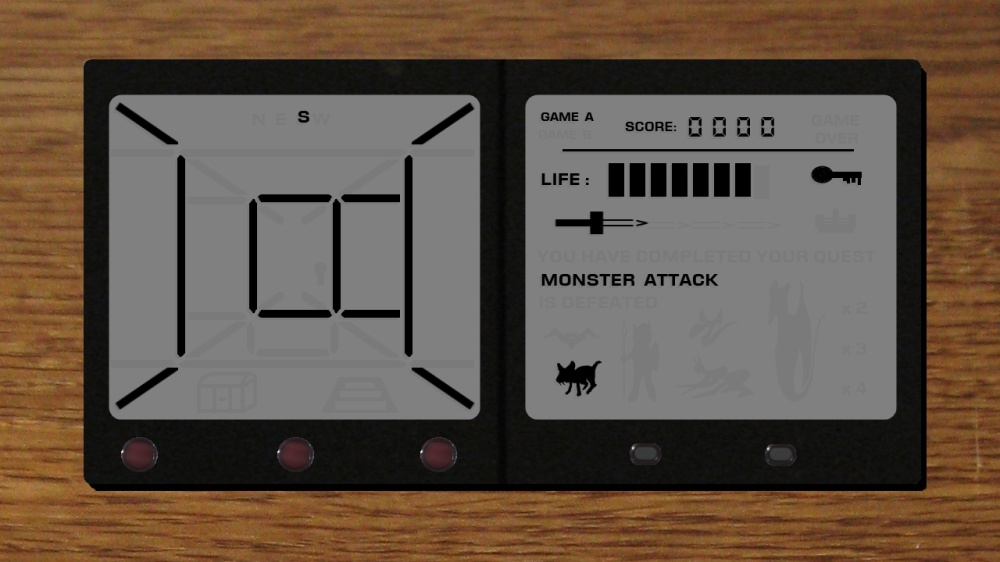 N E S W
GAME A
GAME B
SCORE: 0000
GAME
OVER
LIFE:
YOU HAVE COMPLETED YOUR QUEST
MONSTER ATTACK
IS DEFEATED
x 2
x 3
x 4